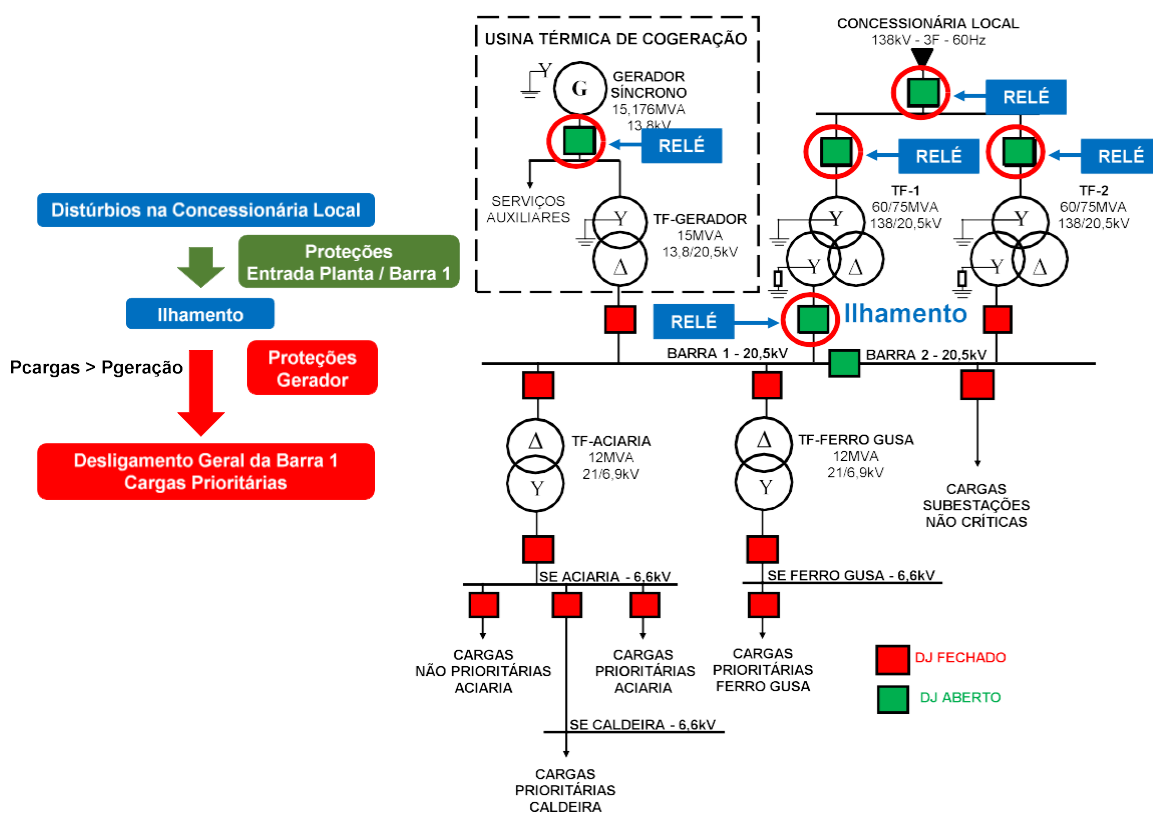 CONCESSIONÁRIA LOCAL
138kV - 3F - 60Hz
USINA TÉRMICA DE COGERAÇÃO
Y
G
GERADOR
SÍNCRONO
15,176MVA
13,8kV
RELÉ
RELÉ
RELÉ
RELÉ
SERVIÇOS
AUXILIARES
Y
Δ
TF-GERADOR
15MVA
13,8/20,5kV
TF-1
60/75MVA
138/20,5kV
Y
Y
Δ
TF-2
60/75MVA
138/20,5kV
Y
Y
Δ
Distúrbios na Concessionária Local
Proteções
Entrada Planta / Barra 1
Ilhamento
Pcargas > Pgeração
Proteções
Gerador
Desligamento Geral da Barra 1
Cargas Prioritárias
RELÉ
Ilhamento
BARRA 1 - 20,5kV
BARRA 2 - 20,5kV
Δ
Y
TF-ACIARIA
12MVA
21/6,9kV
Δ
Y
TF-FERRO GUSA
12MVA
21/6,9kV
CARGAS
SUBESTAÇÕES
NÃO CRÍTICAS
SE ACIARIA - 6,6kV
SE FERRO GUSA - 6,6kV
CARGAS
NÃO PRIORITÁRIAS
ACIARIA
CARGAS
PRIORITÁRIAS
ACIARIA
CARGAS
PRIORITÁRIAS
FERRO GUSA
DJ FECHADO
DJ ABERTO
SE CALDEIRA - 6,6kV
CARGAS
PRIORITÁRIAS
CALDEIRA